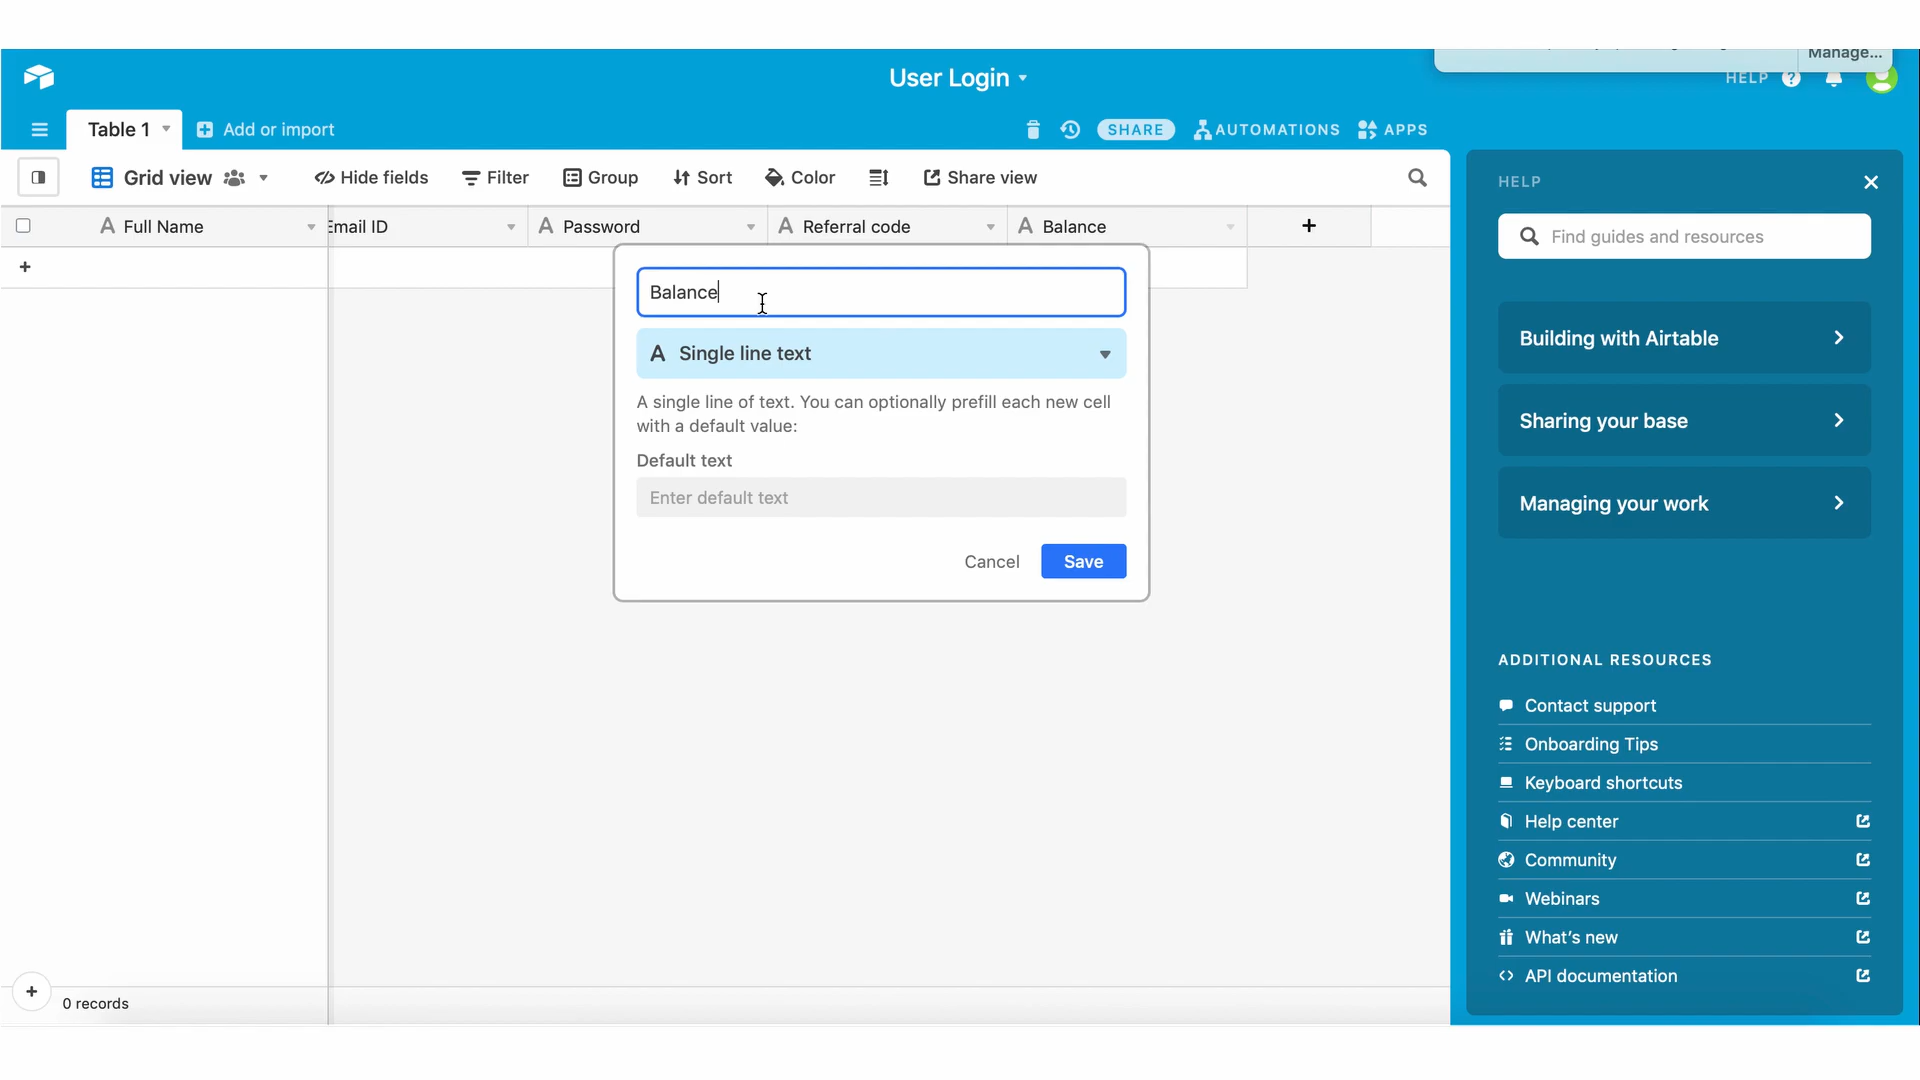 Manage...
User Login
HELP
Table 1
Add or import
SHARE
AUTOMATIONS
APPS
Grid view
Hide fields
Filter
Group
Sort
Color
Share view
Full Name
Email ID
Password
Referral code
Balance
Balance
Single line text
A single line of text. You can optionally prefill each new cell
with a default value:
Default text
Enter default text
Cancel
Save
0 records
HELP
Find guides and resources
Building with Airtable
Sharing your base
Managing your work
ADDITIONAL RESOURCES
Contact support
Onboarding Tips
Keyboard shortcuts
Help center
Community
Webinars
What's new
API documentation